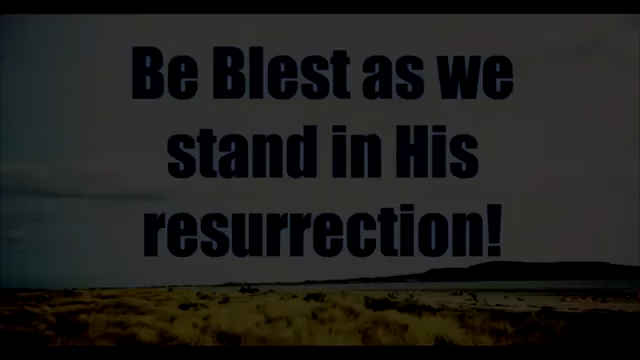 Be Blest as we
stand in His
resurrection!